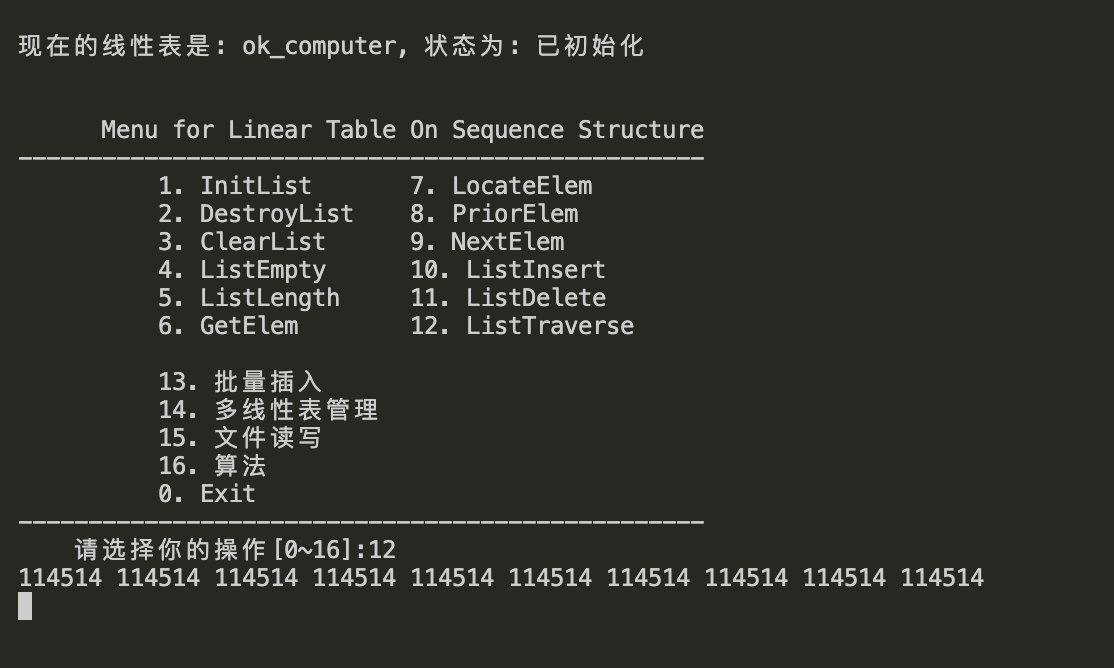 现在的线性表是: ok_computer, 状态为: 已初始化
Menu for Linear Table On Sequence Structure
-------------------------------------------------
1. InitList 7. LocateElem
2. DestroyList 8. PriorElem
3. ClearList 9. NextElem
4. ListEmpty 10. ListInsert
5. ListLength 11. ListDelete
6. GetElem 12. ListTraverse
13. 批量插入
14. 多线性表管理
15. 文件读写
16. 算法
0. Exit
-------------------------------------------------
请选择你的操作[0~16]:12
114514 114514 114514 114514 114514 114514 114514 114514 114514 114514